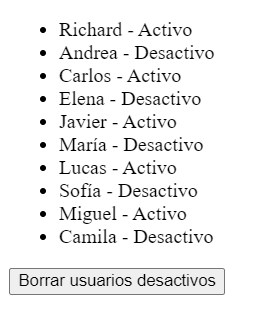 Richard - Activo
Andrea - Desactivo
Carlos - Activo
Elena - Desactivo
Javier - Activo
María - Desactivo
Lucas - Activo
Sofía - Desactivo
Miguel - Activo
Camila - Desactivo
Borrar usuarios desactivos